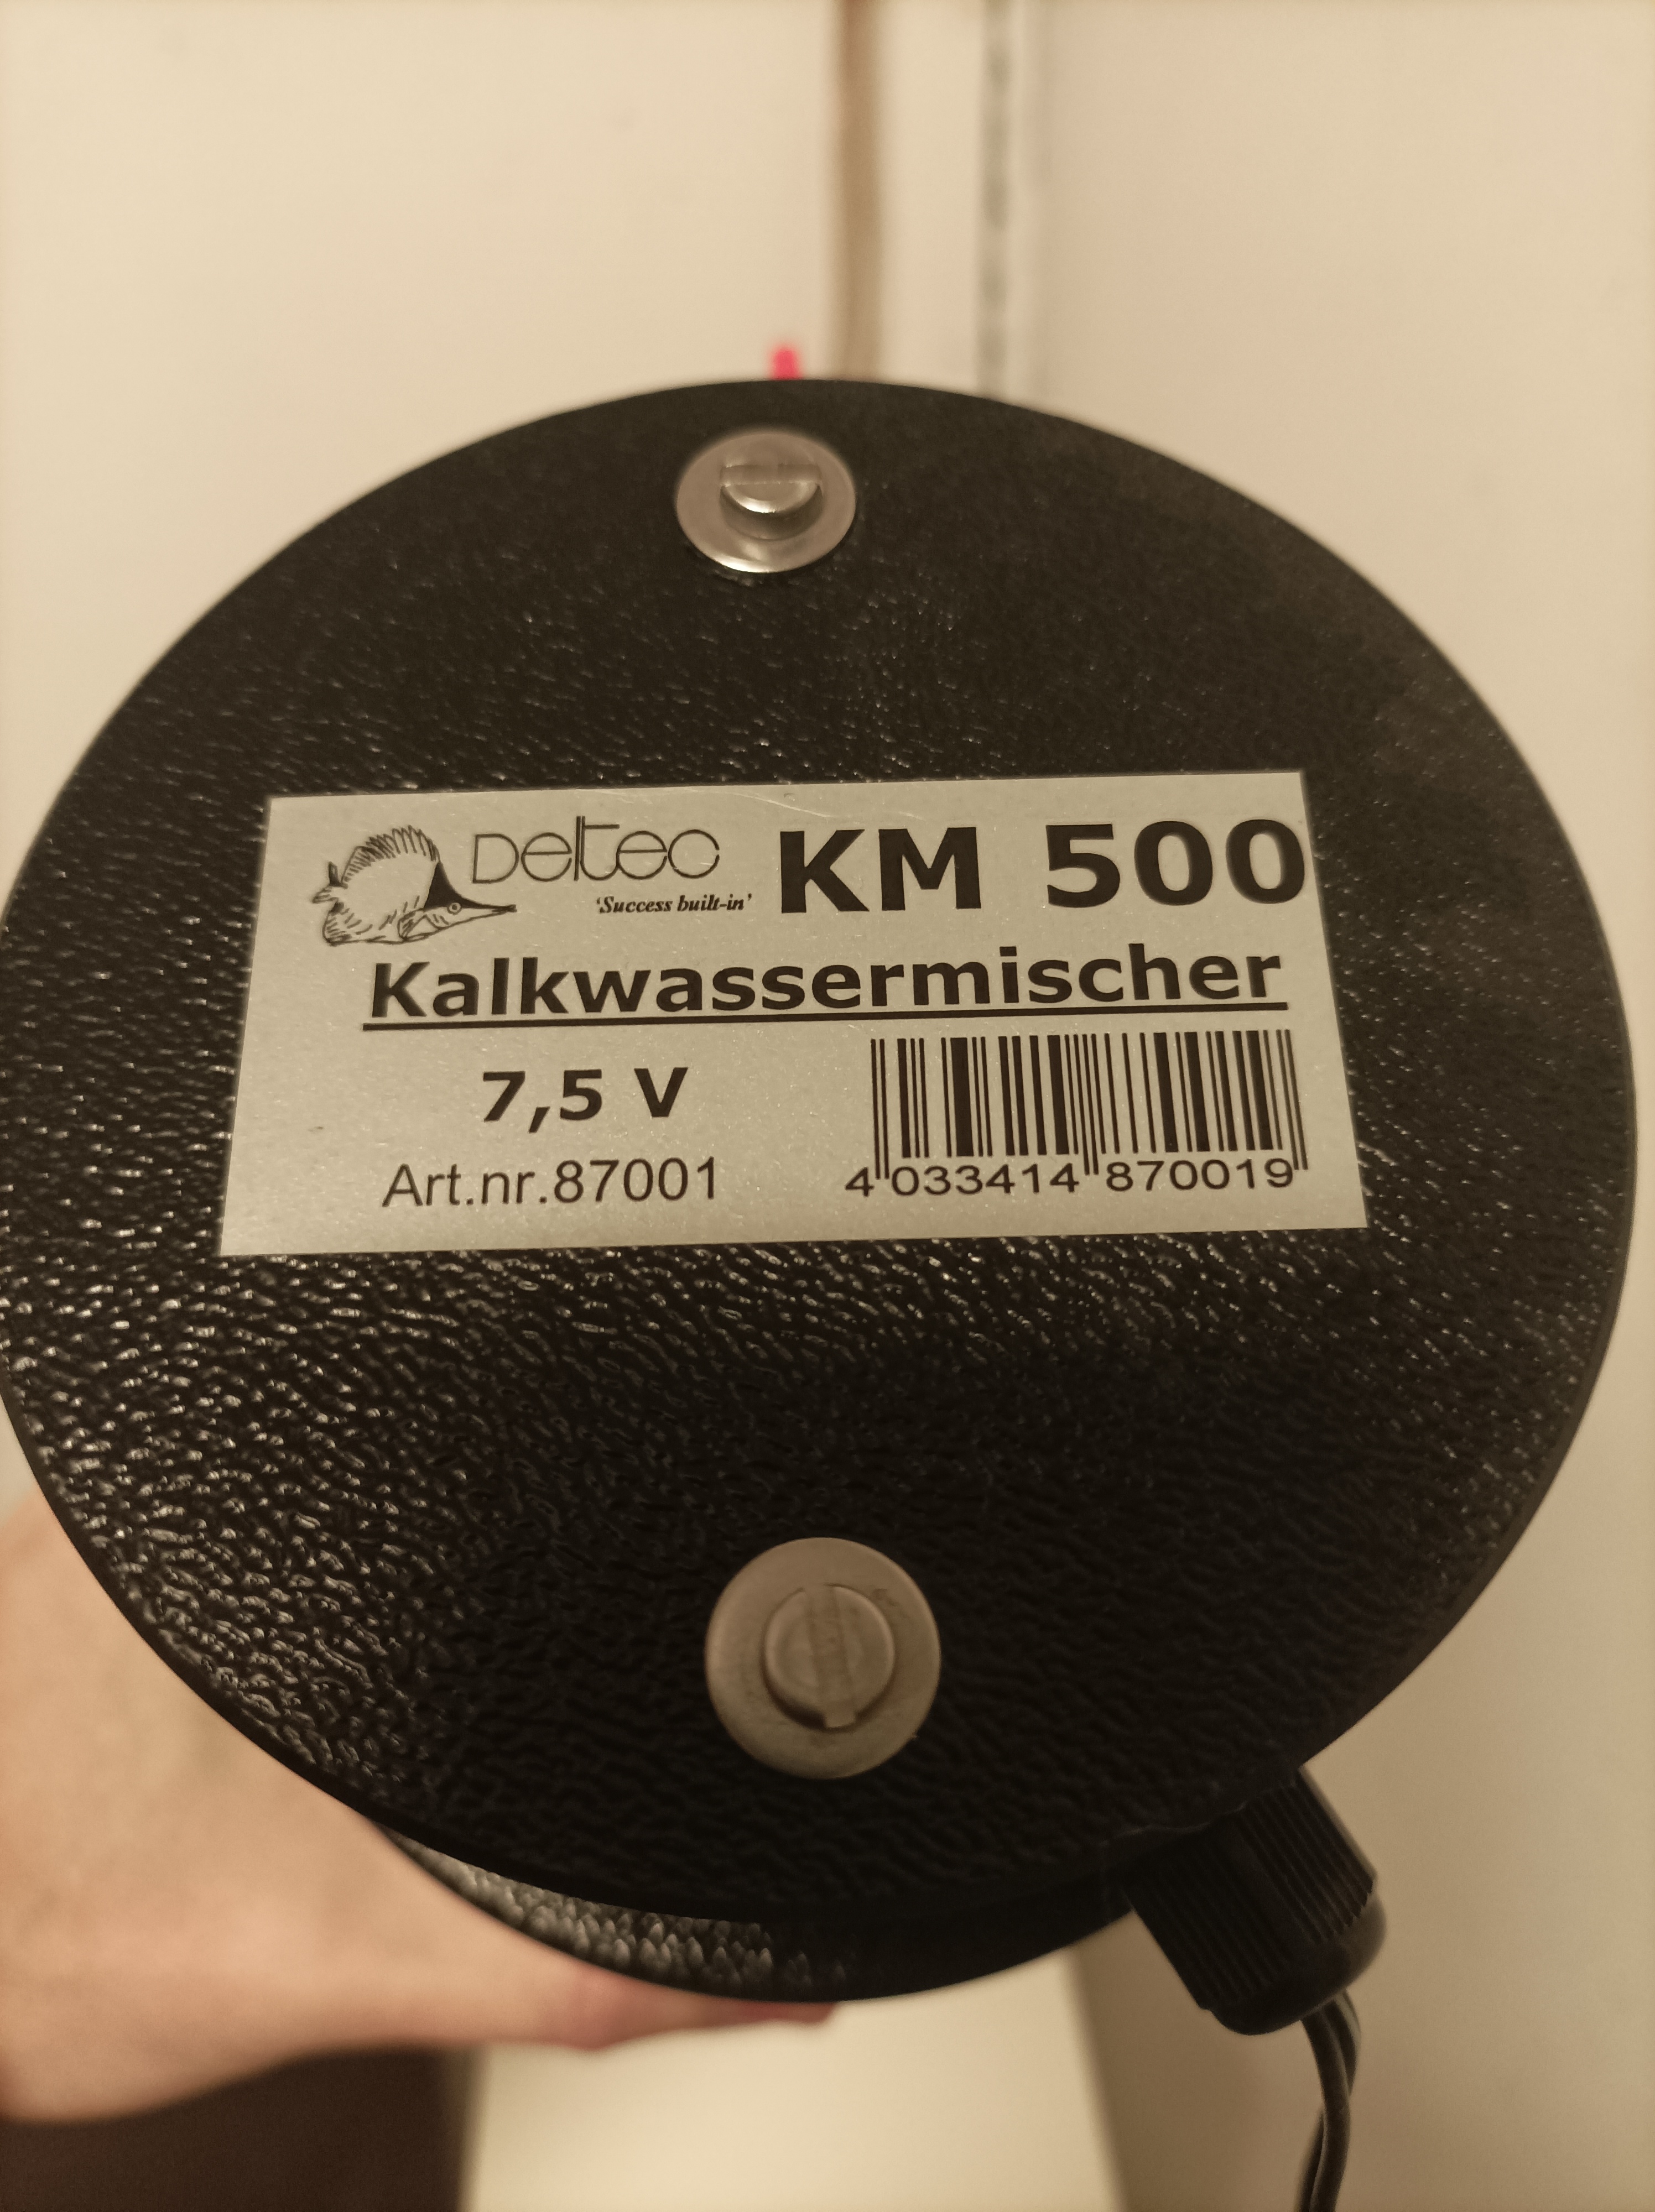 Deltec KM 500
'Success built-in'
Kalkwassermischer
7,5 V
Art.nr.87001
4 033414 870019